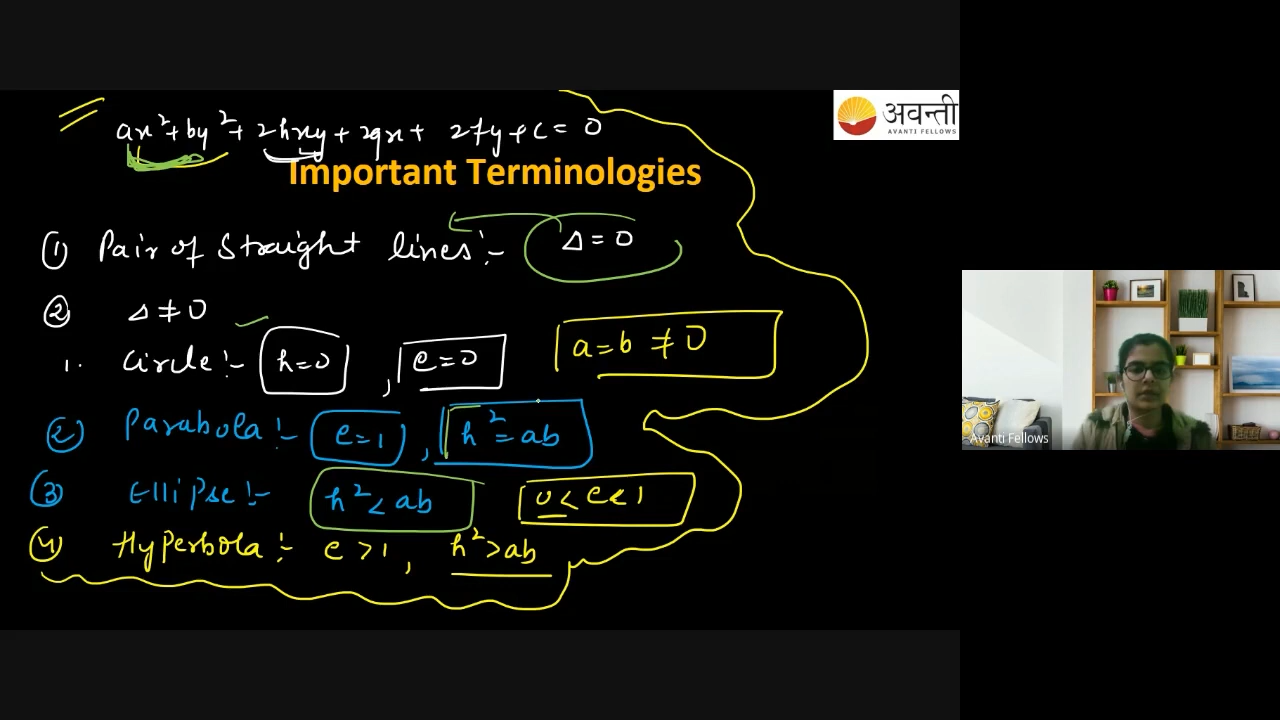 ax²+by²+2hxy+2gx+2fy+c=0
अवन्ती
AVANTI FELLOWS
Important Terminologies
① Pair of Straight lines:- Δ=0
② Δ≠0
1. Circle:- h=0, e=0 a=b≠0
② Parabola:- e=1, h²=ab
③ Ellipse:- h²<ab 0<e<1
④ Hyperbola:- e>1, h²>ab
Avanti Fellows